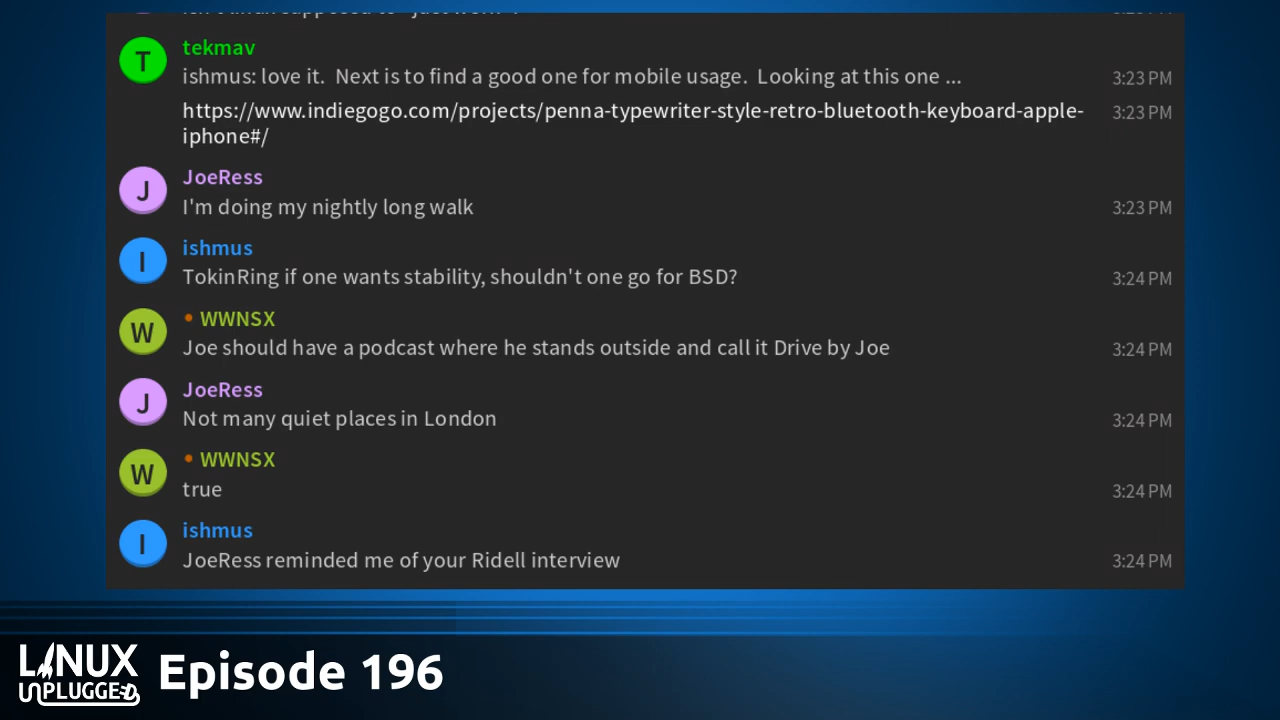 T
tekmav
ishmus: love it.  Next is to find a good one for mobile usage.  Looking at this one ...
3:23 PM
https://www.indiegogo.com/projects/penna-typewriter-style-retro-bluetooth-keyboard-apple-
iphone#/
3:23 PM
J
JoeRess
I'm doing my nightly long walk
3:23 PM
I
ishmus
TokinRing if one wants stability, shouldn't one go for BSD?
3:24 PM
W
• WWNSX
Joe should have a podcast where he stands outside and call it Drive by Joe
3:24 PM
J
JoeRess
Not many quiet places in London
3:24 PM
W
• WWNSX
true
3:24 PM
I
ishmus
JoeRess reminded me of your Ridell interview
3:24 PM
LINUX
UNPLUGGED
Episode 196